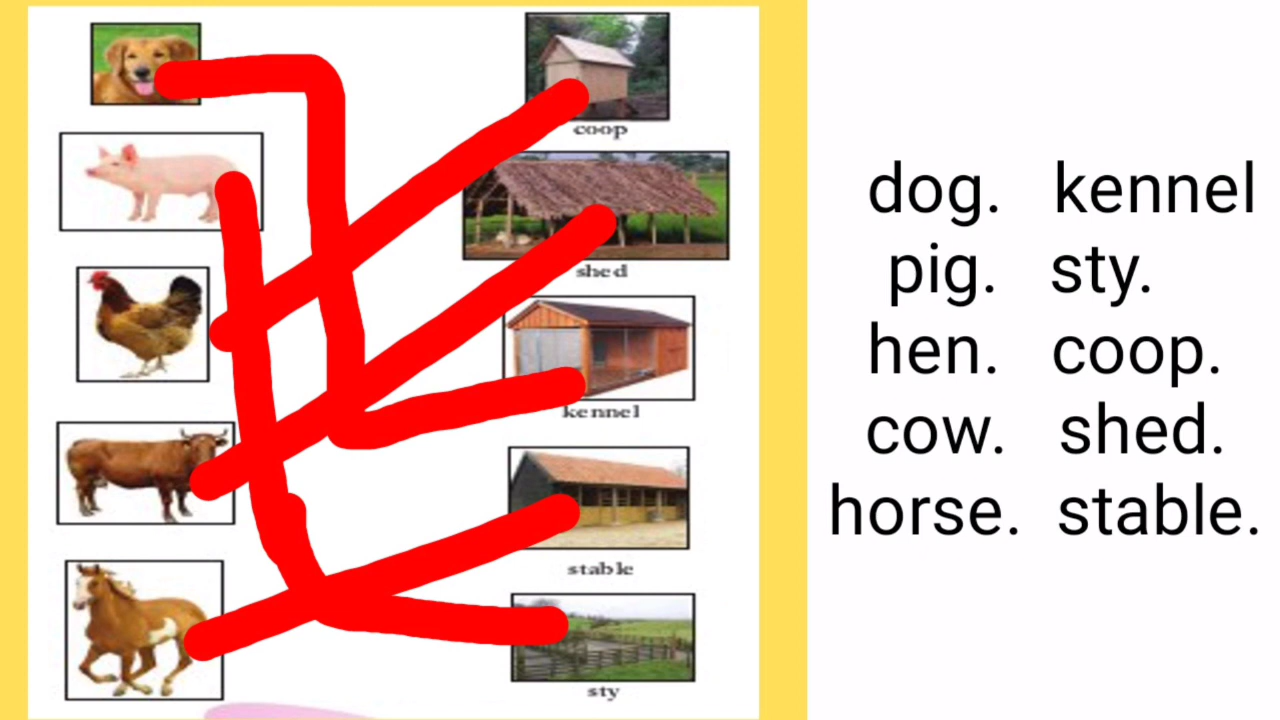 coop
shed
kennel
stable
sty
dog. kennel
pig. sty.
hen. coop.
cow. shed.
horse. stable.